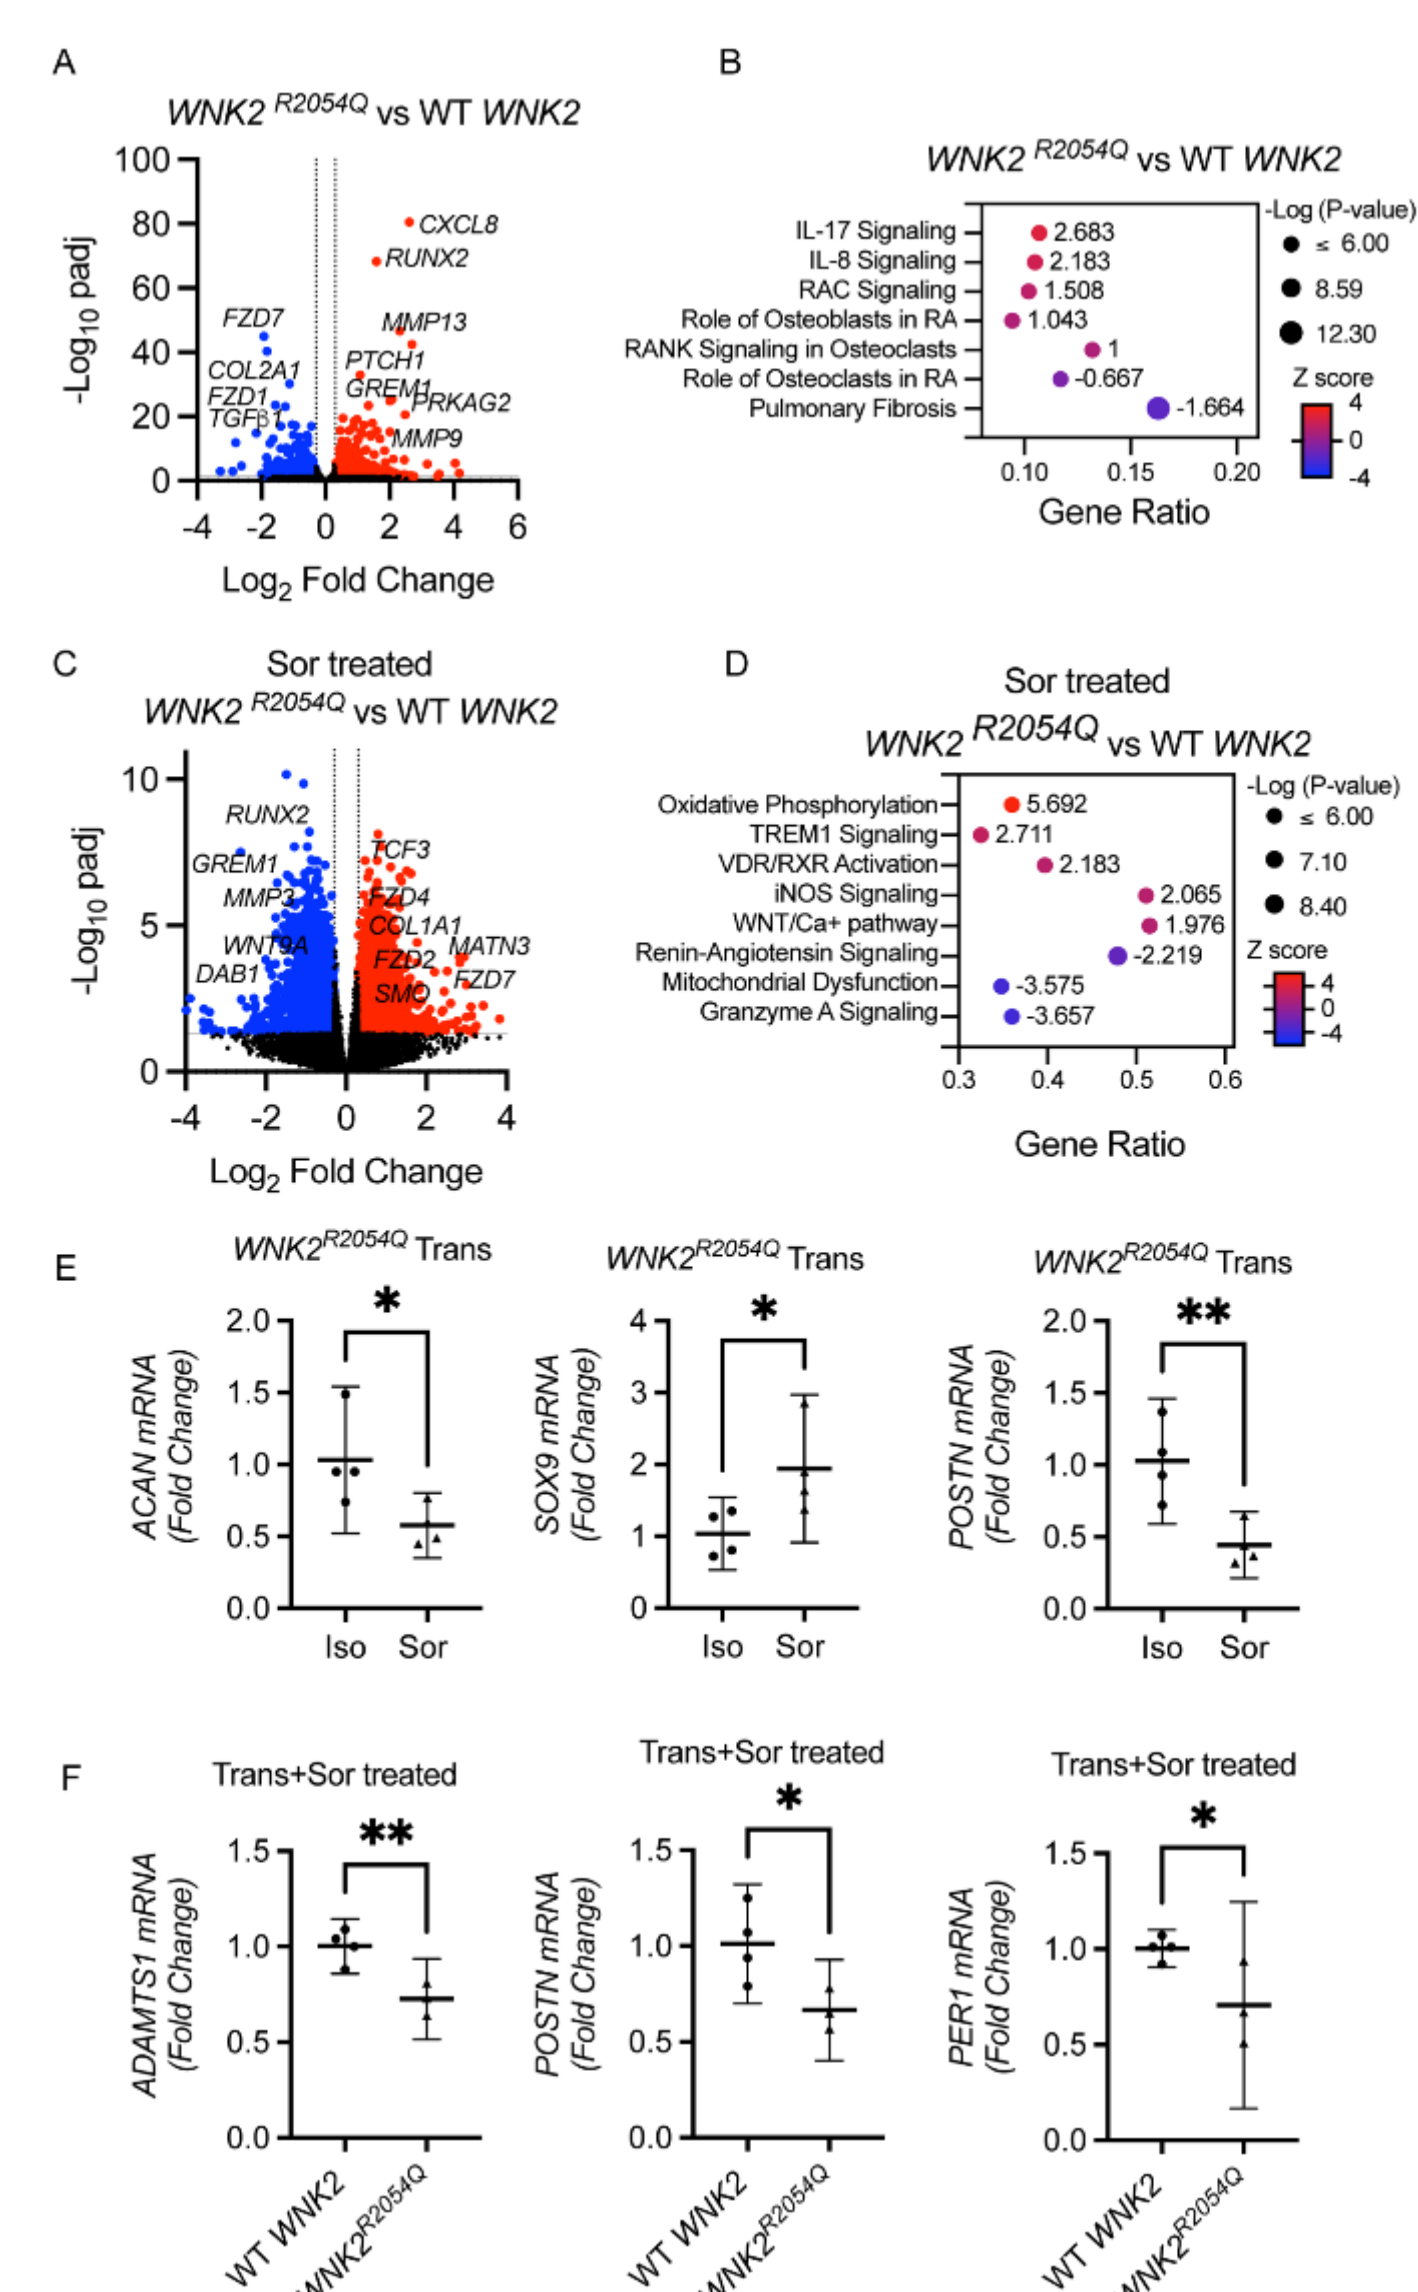 A
WNK2 R2054Q vs WT WNK2
100
80
60
40
20
0
-Log10 padj
CXCL8
RUNX2
FZD7
MMP13
COL2A1
PTCH1
FZD1
GREM1
PRKAG2
TGFβ1
MMP9
-4 -2 0 2 4 6
Log2 Fold Change
B
WNK2 R2054Q vs WT WNK2
IL-17 Signaling 2.683
IL-8 Signaling 2.183
RAC Signaling 1.508
Role of Osteoblasts in RA 1.043
RANK Signaling in Osteoclasts 1
Role of Osteoclasts in RA -0.667
Pulmonary Fibrosis -1.664
0.10 0.15 0.20
Gene Ratio
-Log (P-value)
≤ 6.00
8.59
12.30
Z score
4
0
-4
C
Sor treated
WNK2 R2054Q vs WT WNK2
10
5
0
-Log10 padj
RUNX2
TCF3
GREM1
MMP3
FZD4
COL1A1
WNT9A
MATN3
FZD2
DAB1
FZD7
SMO
-4 -2 0 2 4
Log2 Fold Change
D
Sor treated
WNK2 R2054Q vs WT WNK2
Oxidative Phosphorylation 5.692
TREM1 Signaling 2.711
VDR/RXR Activation 2.183
iNOS Signaling 2.065
WNT/Ca+ pathway 1.976
Renin-Angiotensin Signaling -2.219
Mitochondrial Dysfunction -3.575
Granzyme A Signaling -3.657
0.3 0.4 0.5 0.6
Gene Ratio
-Log (P-value)
≤ 6.00
7.10
8.40
Z score
4
0
-4
E
WNK2R2054Q Trans
*
ACAN mRNA
(Fold Change)
2.0
1.5
1.0
0.5
0.0
Iso Sor
WNK2R2054Q Trans
*
SOX9 mRNA
(Fold Change)
4
3
2
1
0
Iso Sor
WNK2R2054Q Trans
**
POSTN mRNA
(Fold Change)
2.0
1.5
1.0
0.5
0.0
Iso Sor
F
Trans+Sor treated
**
ADAMTS1 mRNA
(Fold Change)
1.5
1.0
0.5
0.0
WT WNK2
WNK2R2054Q
Trans+Sor treated
*
POSTN mRNA
(Fold Change)
1.5
1.0
0.5
0.0
WT WNK2
WNK2R2054Q
Trans+Sor treated
*
PER1 mRNA
(Fold Change)
1.5
1.0
0.5
0.0
WT WNK2
WNK2R2054Q